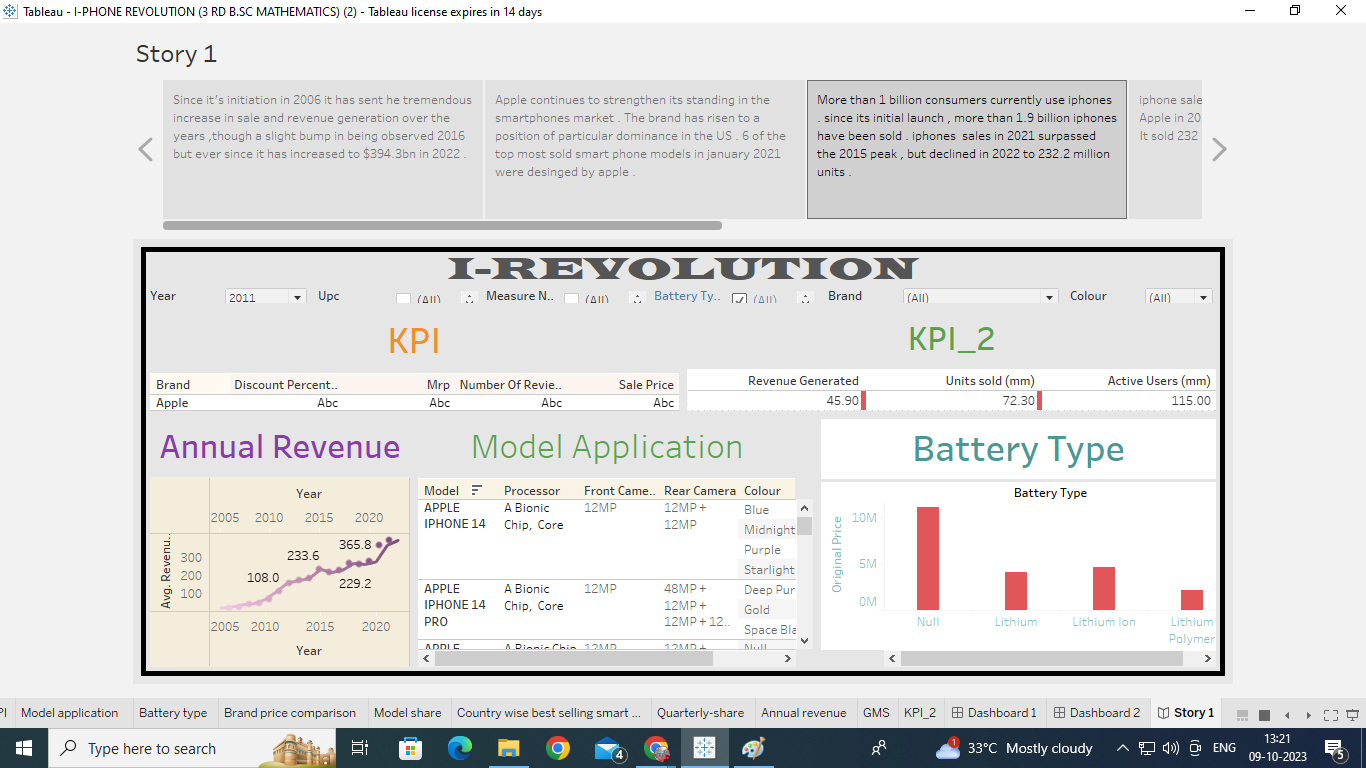 Tableau - I-PHONE REVOLUTION (3 RD B.SC MATHEMATICS) (2) - Tableau license expires in 14 days
Story 1
Since it's initiation in 2006 it has sent he tremendous
increase in sale and revenue generation over the
years ,though a slight bump in being observed 2016
but ever since it has increased to $394.3bn in 2022 .
Apple continues to strengthen its standing in the
smartphones market . The brand has risen to a
position of particular dominance in the US . 6 of the
top most sold smart phone models in january 2021
were desinged by apple .
More than 1 billion consumers currently use iphones
. since its initial launch , more than 1.9 billion iphones
have been sold . iphones sales in 2021 surpassed
the 2015 peak , but declined in 2022 to 232.2 million
units .
iphone sale
Apple in 20
It sold 232
I-REVOLUTION
Year 2011 Upc (All) Measure N.. (All) Battery Ty.. (All) Brand (All) Colour (All)
KPI
Brand Discount Percent.. Mrp Number Of Revie.. Sale Price
Apple Abc Abc Abc Abc
KPI_2
Revenue Generated Units sold (mm) Active Users (mm)
45.90 72.30 115.00
Annual Revenue
Year
2005 2010 2015 2020
Avg. Revenu..
300
200
100
108.0 233.6 365.8 229.2
2005 2010 2015 2020
Year
Model Application
Model Processor Front Came.. Rear Camera Colour
APPLE IPHONE 14 A Bionic Chip, Core 12MP 12MP + 12MP Blue
Midnight
Purple
Starlight
APPLE IPHONE 14 PRO A Bionic Chip, Core 12MP 48MP + 12MP + 12MP + 12.. Deep Pur
Gold
Space Bla
APPLE A Bionic Chip 12MP 12MP + Null
Battery Type
Battery Type
Original Price
10M
5M
0M
Null Lithium Lithium Ion Lithium Polymer
PI Model application Battery type Brand price comparison Model share Country wise best selling smart ... Quarterly-share Annual revenue GMS KPI_2 Dashboard 1 Dashboard 2 Story 1
Type here to search
4
1
33°C Mostly cloudy
ENG
13:21
09-10-2023
5